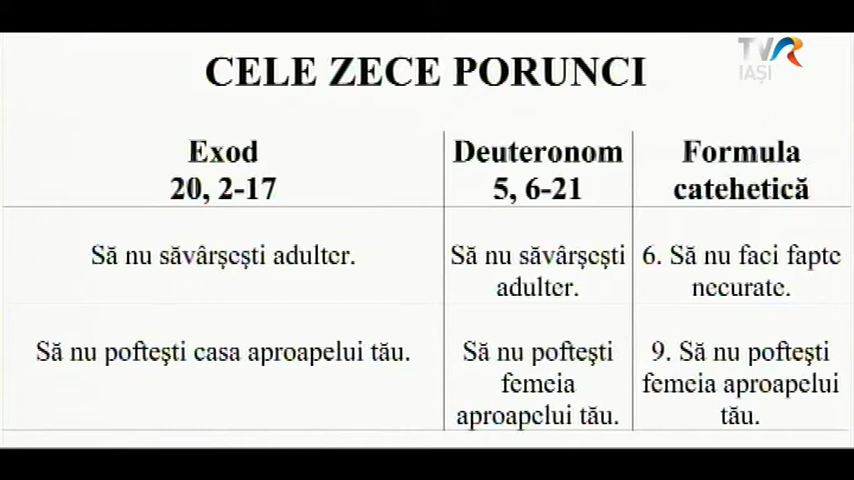 TVR
IAȘI
CELE ZECE PORUNCI
Exod
20, 2-17
Deuteronom
5, 6-21
Formula
catehetică
Să nu săvârșești adulter.
Să nu săvârșești
adulter.
6. Să nu faci fapte
necurate.
Să nu poftești casa aproapelui tău.
Să nu poftești
femeia
aproapelui tău.
9. Să nu poftești
femeia aproapelui
tău.